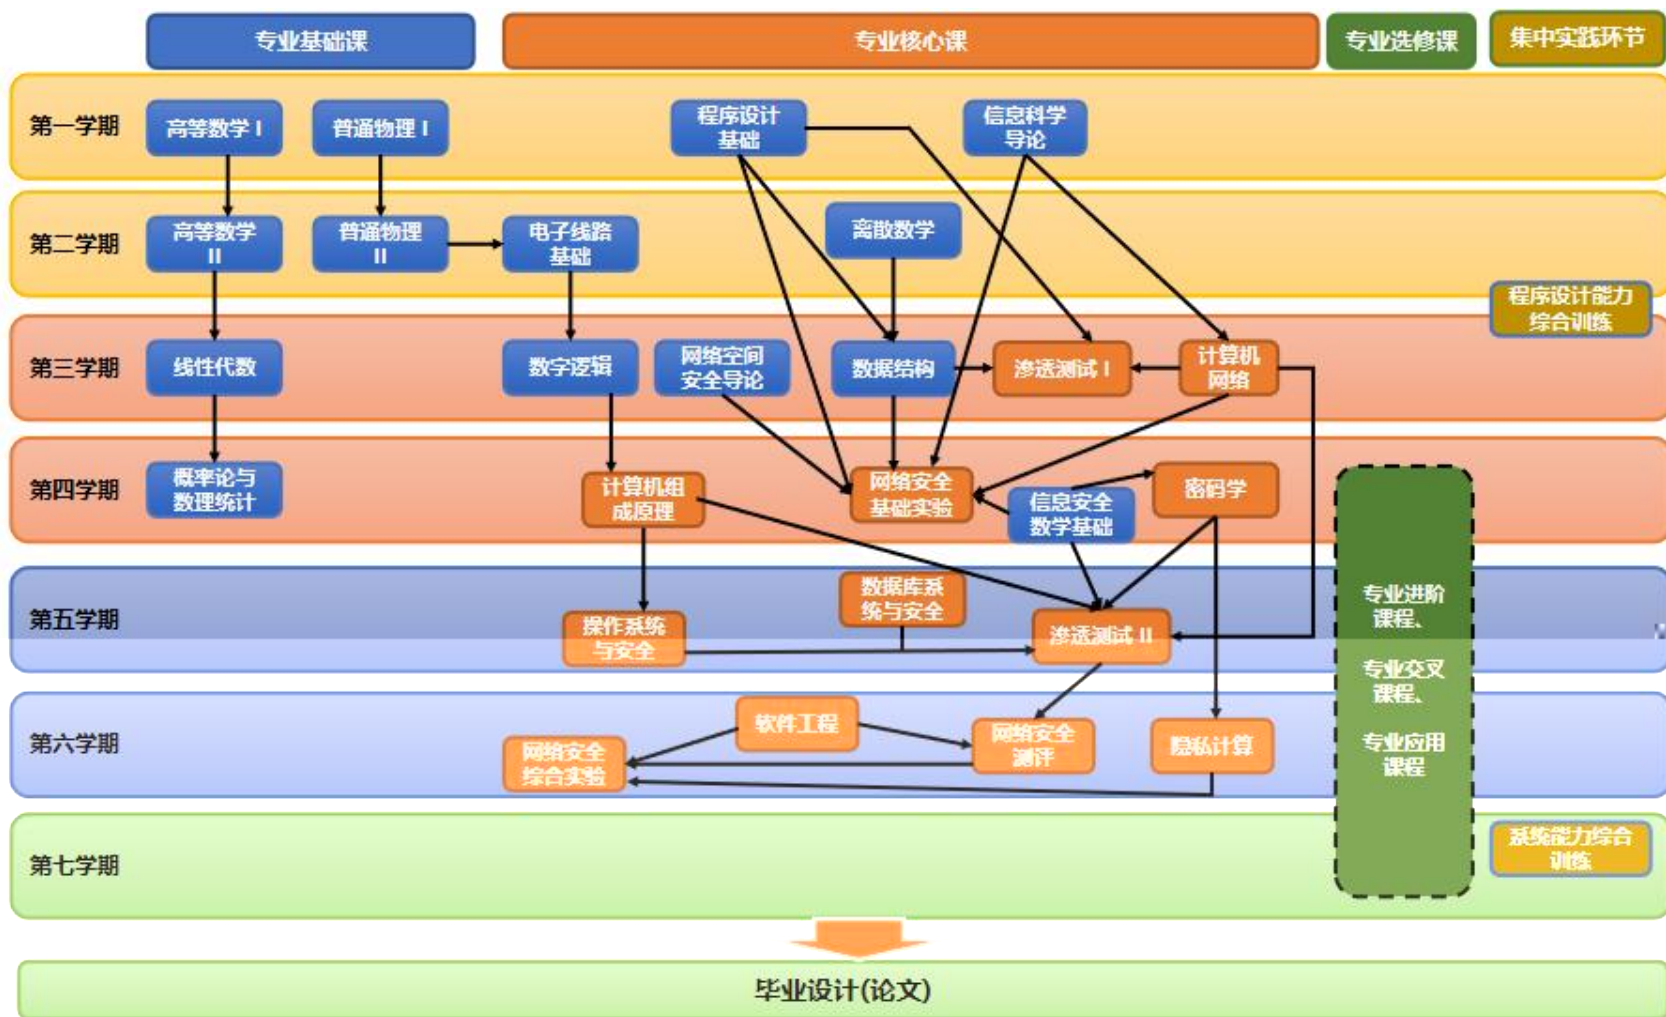 专业基础课
专业核心课
专业选修课
集中实践环节
第一学期
高等数学 I
普通物理 I
程序设计
基础
信息科学
导论
第二学期
高等数学
II
普通物理
II
电子线路
基础
离散数学
程序设计能力
综合训练
第三学期
线性代数
数字逻辑
网络空间
安全导论
数据结构
渗透测试 I
计算机
网络
第四学期
概率论与
数理统计
计算机组
成原理
网络安全
基础实验
信息安全
数学基础
密码学
第五学期
操作系统
与安全
数据库系
统与安全
渗透测试 II
专业进阶
课程、
专业交叉
课程、
专业应用
课程
第六学期
网络安全
综合实验
软件工程
网络安全
测评
隐私计算
第七学期
系统能力综合
训练
毕业设计(论文)